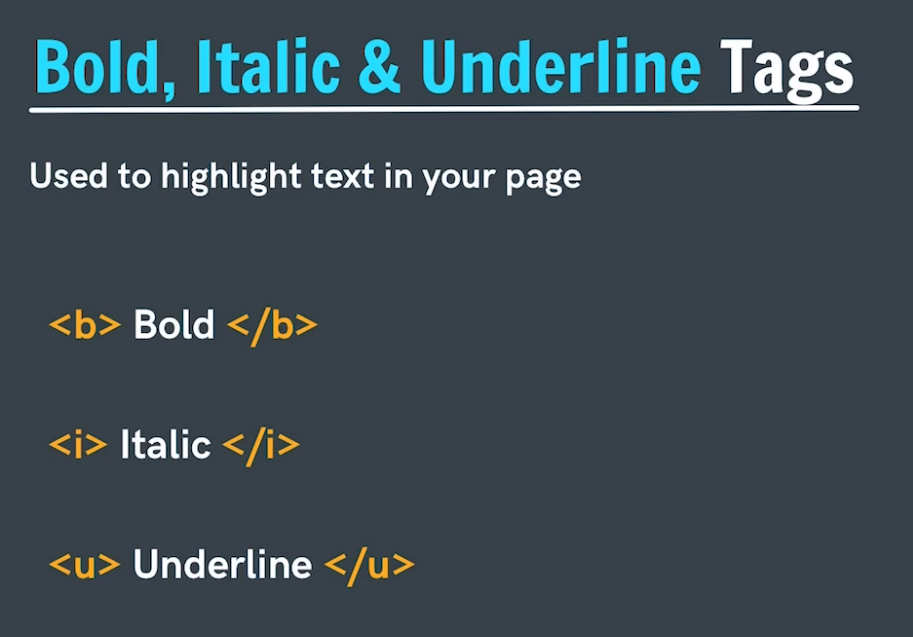 Bold, Italic & Underline Tags
Used to highlight text in your page
<b> Bold </b>
<i> Italic </i>
<u> Underline </u>